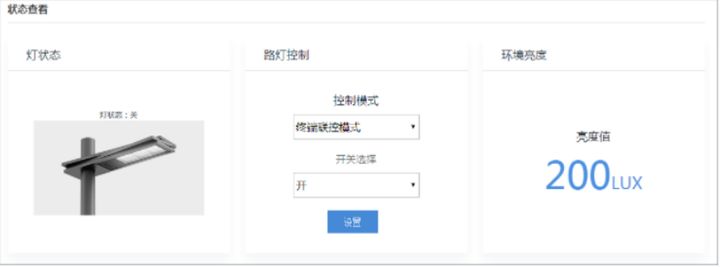 状态查看
灯状态
灯状态：关
路灯控制
控制模式
终端联控模式
开关选择
开
设置
环境亮度
亮度值
200LUX